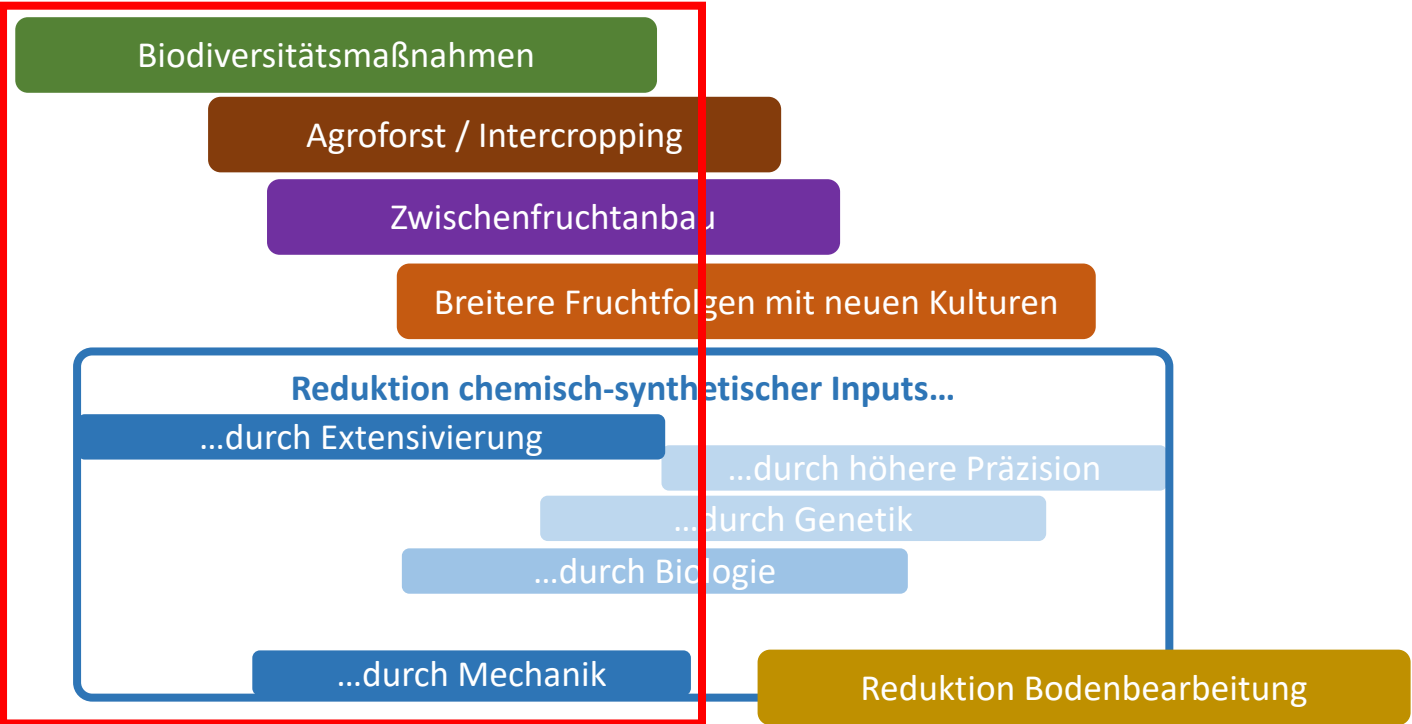 Biodiversitätsmaßnahmen
Agroforst / Intercropping
Zwischenfruchtanbau
Breitere Fruchtfolgen mit neuen Kulturen
Reduktion chemisch-synthetischer Inputs…
…durch Extensivierung
…durch höhere Präzision
…durch Genetik
…durch Biologie
…durch Mechanik
Reduktion Bodenbearbeitung